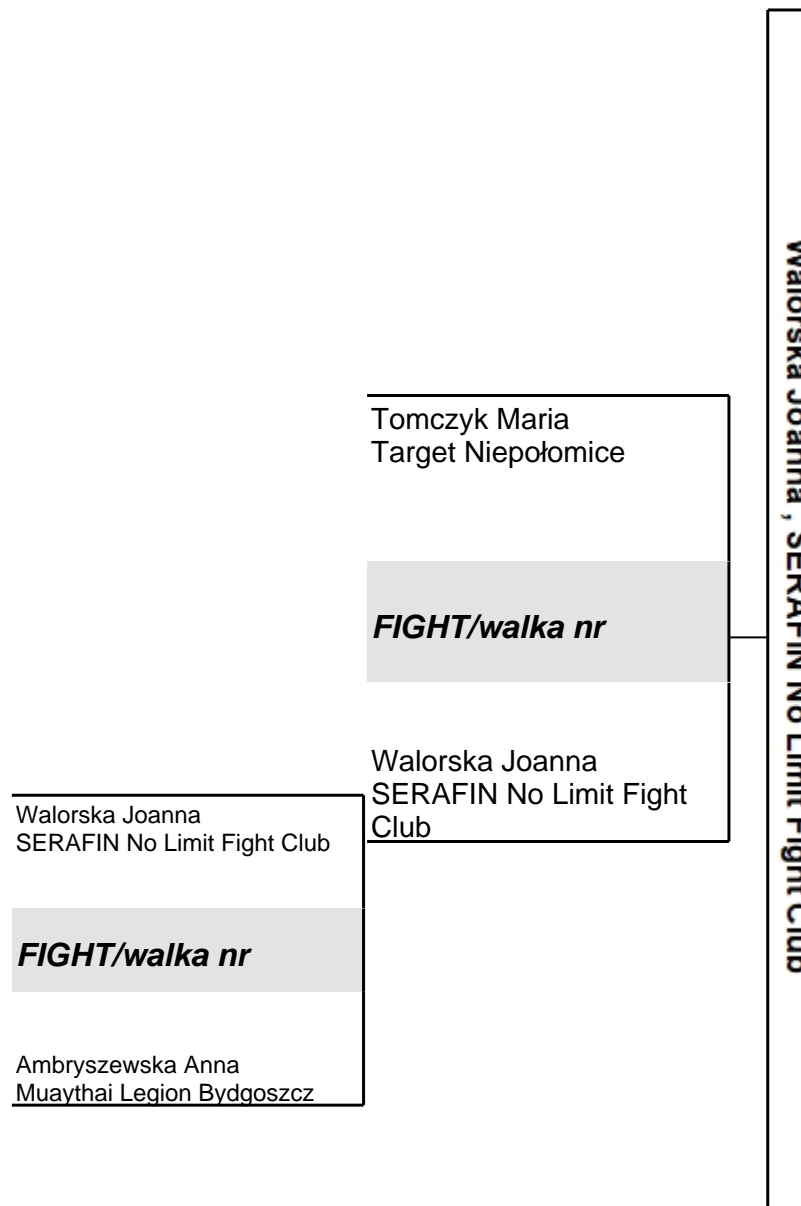 Tomczyk Maria
Target Niepołomice
FIGHT/walka nr
Walorska Joanna
SERAFIN No Limit Fight
Club
Walorska Joanna
SERAFIN No Limit Fight Club
FIGHT/walka nr
Ambryszewska Anna
Muaythai Legion Bydgoszcz
Walorska Joanna , SERAFIN No Limit Fight Club